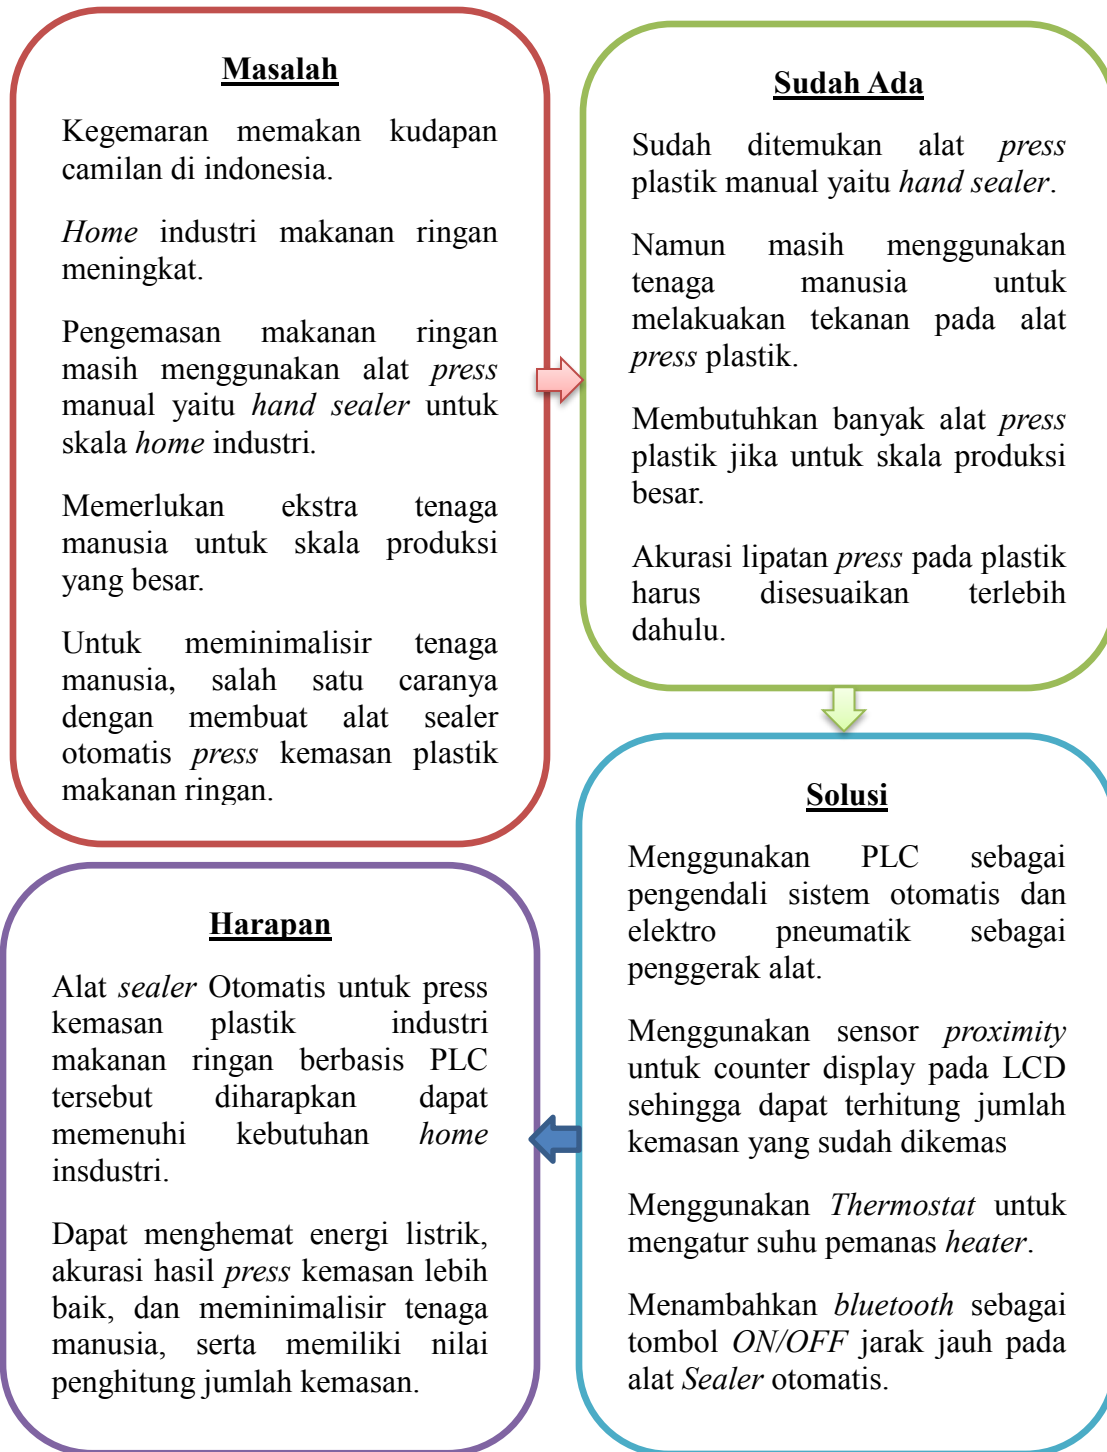 Masalah
Kegemaran memakan kudapan
camilan di indonesia.
Home industri makanan ringan
meningkat.
Pengemasan makanan ringan
masih menggunakan alat press
manual yaitu hand sealer untuk
skala home industri.
Memerlukan ekstra tenaga
manusia untuk skala produksi
yang besar.
Untuk meminimalisir tenaga
manusia, salah satu caranya
dengan membuat alat sealer
otomatis press kemasan plastik
makanan ringan.
Sudah Ada
Sudah ditemukan alat press
plastik manual yaitu hand sealer.
Namun masih menggunakan
tenaga manusia untuk
melakuakan tekanan pada alat
press plastik.
Membutuhkan banyak alat press
plastik jika untuk skala produksi
besar.
Akurasi lipatan press pada plastik
harus disesuaikan terlebih
dahulu.
Solusi
Menggunakan PLC sebagai
pengendali sistem otomatis dan
elektro pneumatik sebagai
penggerak alat.
Menggunakan sensor proximity
untuk counter display pada LCD
sehingga dapat terhitung jumlah
kemasan yang sudah dikemas
Menggunakan Thermostat untuk
mengatur suhu pemanas heater.
Menambahkan bluetooth sebagai
tombol ON/OFF jarak jauh pada
alat Sealer otomatis.
Harapan
Alat sealer Otomatis untuk press
kemasan plastik industri
makanan ringan berbasis PLC
tersebut diharapkan dapat
memenuhi kebutuhan home
insdustri.
Dapat menghemat energi listrik,
akurasi hasil press kemasan lebih
baik, dan meminimalisir tenaga
manusia, serta memiliki nilai
penghitung jumlah kemasan.